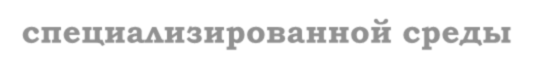 специализированной среды